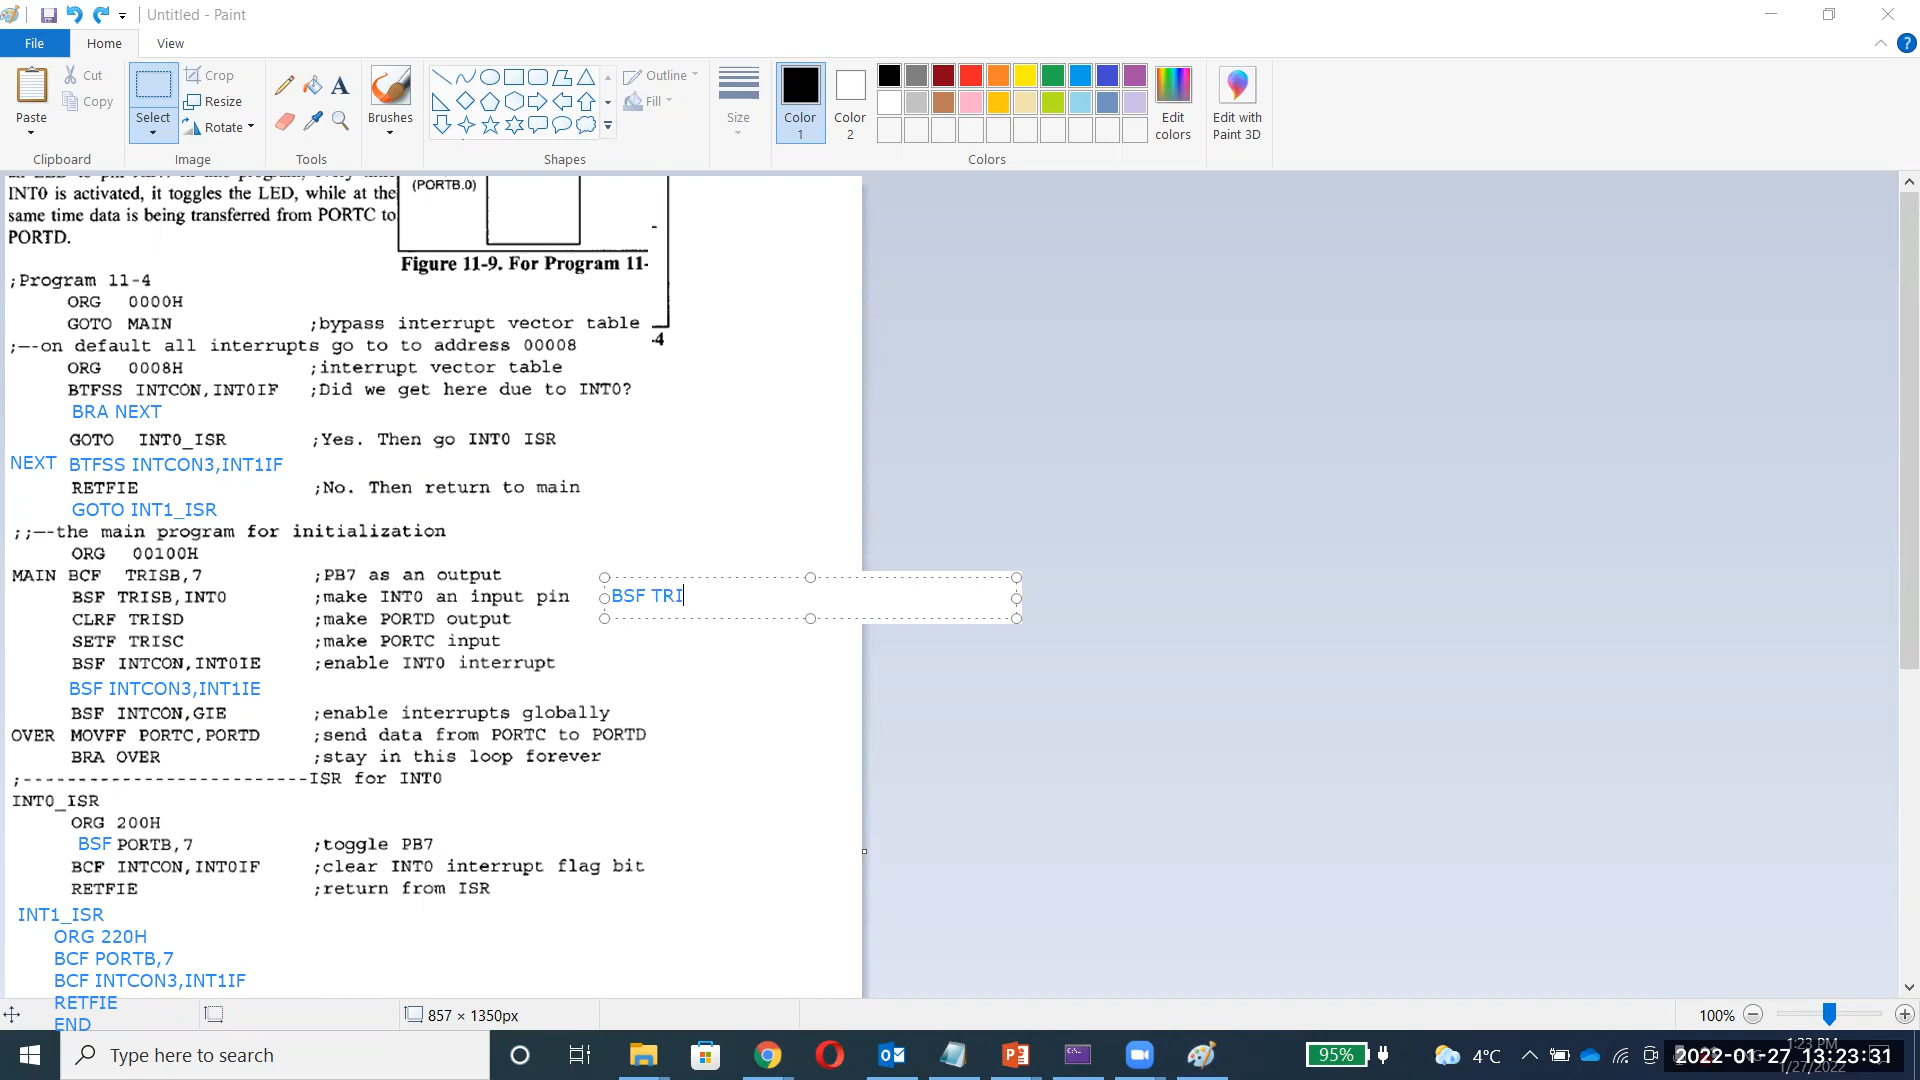 Untitled - Paint
File Home View
Paste
Cut
Copy
Clipboard
Select
Crop
Resize
Rotate
Image
Tools
Brushes
Shapes
Outline
Fill
Size
Color 1
Color 2
Colors
Edit colors
Edit with Paint 3D
INT0 is activated, it toggles the LED, while at the
same time data is being transferred from PORTC to
PORTD.
(PORTB.0)
Figure 11-9. For Program 11-
-4
;Program 11-4
ORG 0000H
GOTO MAIN ;bypass interrupt vector table
;--on default all interrupts go to to address 00008
ORG 0008H ;interrupt vector table
BTFSS INTCON,INT0IF ;Did we get here due to INT0?
BRA NEXT
GOTO INT0_ISR ;Yes. Then go INT0 ISR
NEXT BTFSS INTCON3,INT1IF
RETFIE ;No. Then return to main
GOTO INT1_ISR
;;--the main program for initialization
ORG 00100H
MAIN BCF TRISB,7 ;PB7 as an output
BSF TRISB,INT0 ;make INT0 an input pin BSF TRI
CLRF TRISD ;make PORTD output
SETF TRISC ;make PORTC input
BSF INTCON,INT0IE ;enable INT0 interrupt
BSF INTCON3,INT1IE
BSF INTCON,GIE ;enable interrupts globally
OVER MOVFF PORTC,PORTD ;send data from PORTC to PORTD
BRA OVER ;stay in this loop forever
;--------------------------ISR for INT0
INT0_ISR
ORG 200H
BSF PORTB,7 ;toggle PB7
BCF INTCON,INT0IF ;clear INT0 interrupt flag bit
RETFIE ;return from ISR
INT1_ISR
ORG 220H
BCF PORTB,7
BCF INTCON3,INT1IF
RETFIE
END
857 × 1350px
100%
Type here to search
95%
4°C
1:23 PM
1/27/2022
2022-01-27 13:23:31